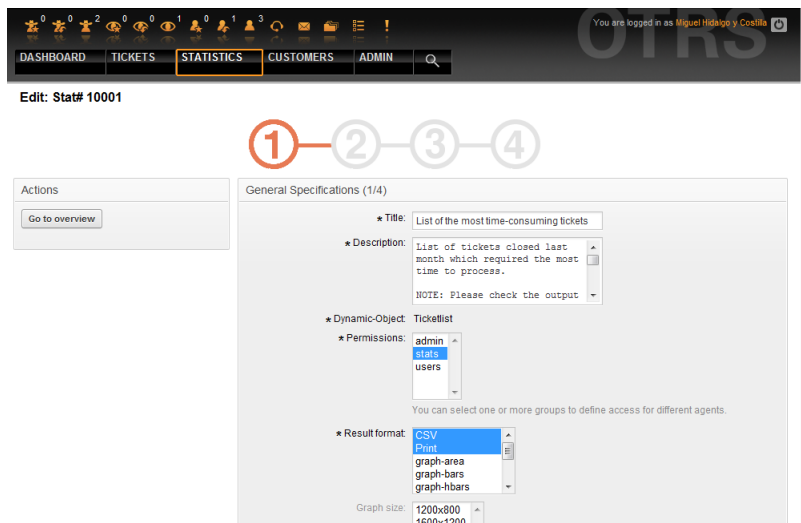 0 0 2 0 0 1 0 1 3
You are logged in as Miguel Hidalgo y Costilla
OTRS
DASHBOARD TICKETS STATISTICS CUSTOMERS ADMIN
Edit: Stat# 10001
1 2 3 4
Actions
Go to overview
General Specifications (1/4)
★ Title: List of the most time-consuming tickets
★ Description: List of tickets closed last
month which required the most
time to process.
NOTE: Please check the output
★ Dynamic-Object: Ticketlist
★ Permissions: admin
stats
users
You can select one or more groups to define access for different agents.
★ Result format: CSV
Print
graph-area
graph-bars
graph-hbars
Graph size: 1200x800
1600x1200